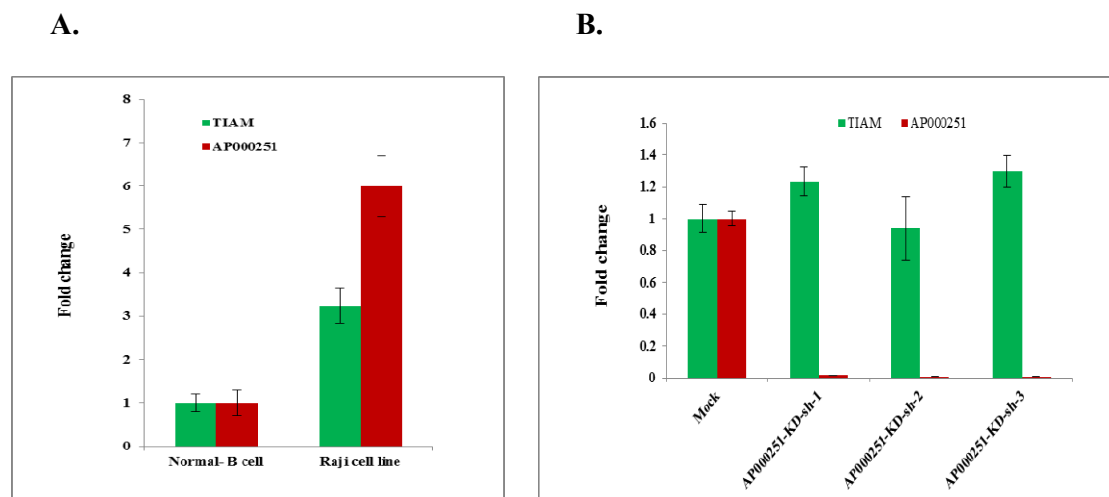 A.
B.
8
7
6
5
4
3
2
1
0
Fold change
TIAM
AP000251
Normal- B cell
Raji cell line
1.6
1.4
1.2
1
0.8
0.6
0.4
0.2
0
Fold change
TIAM
AP000251
Mock
AP000251-KD-sh-1
AP000251-KD-sh-2
AP000251-KD-sh-3